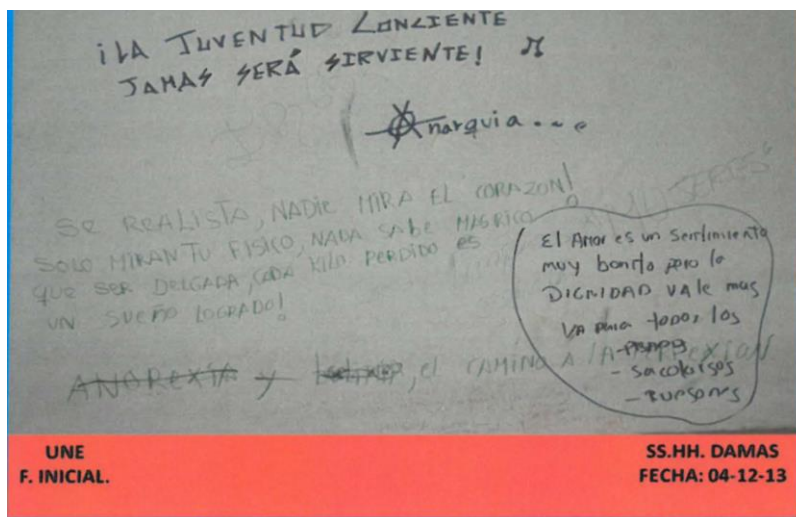 ¡LA JUVENTUD CONZIENTE
JAMAS SERÁ SIRVIENTE!
Anarquia...
SE REALISTA, NADIE MIRA EL CORAZON!
SOLO MIRAN TU FISICO, NADA SABE MAS RICO
QUE SER DELGADA, CADA KILO PERDIDO ES
UN SUEÑO LOGRADO!
ANOREXIA y , el CAMINO A LA
El Amor es un Sentimiento
muy bonito pero la
DIGNIDAD VALE mas
VA para todos los
- sacolargos
UNE
F. INICIAL.
SS.HH. DAMAS
FECHA: 04-12-13